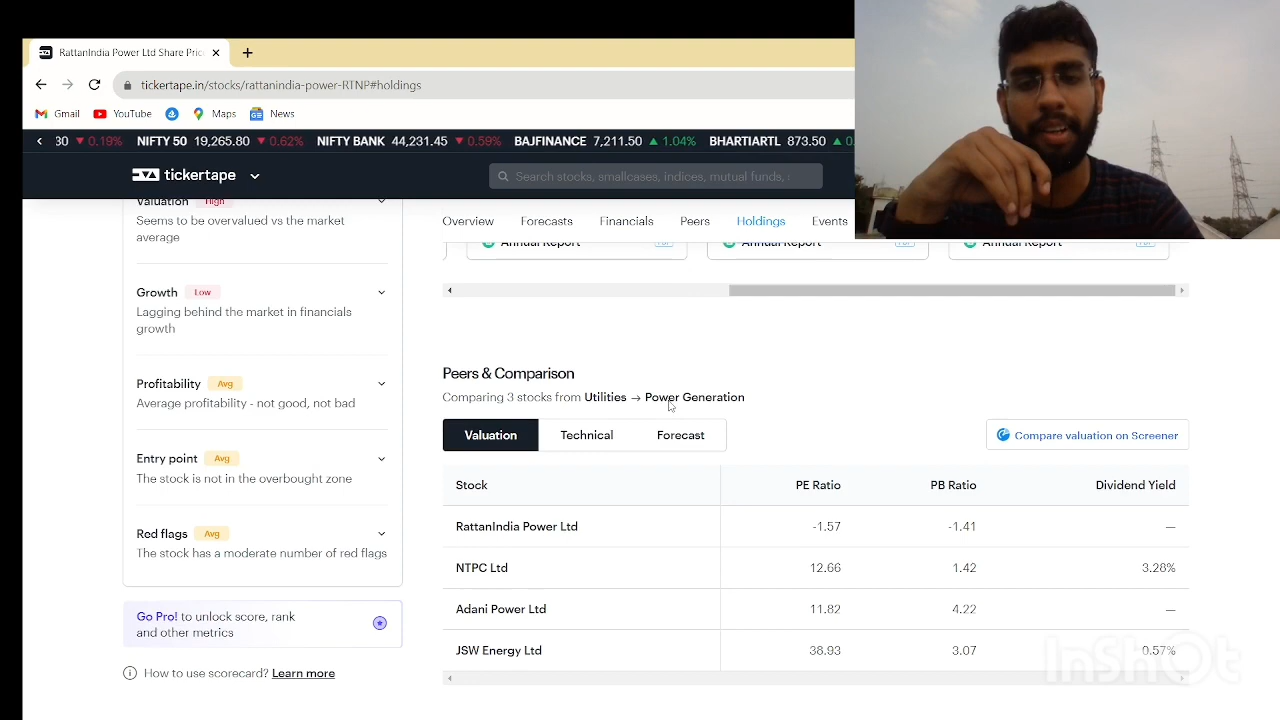 RattanIndia Power Ltd Share Pric
tickertape.in/stocks/rattanindia-power-RTNP#holdings
Gmail YouTube Maps News
30 0.19% NIFTY 50 19,265.80 0.62% NIFTY BANK 44,231.45 0.59% BAJFINANCE 7,211.50 1.04% BHARTIARTL 873.50 0
tickertape Search stocks, smallcases, indices, mutual funds,
Valuation High
Seems to be overvalued vs the market
average
Growth Low
Lagging behind the market in financials
growth
Profitability Avg
Average profitability - not good, not bad
Entry point Avg
The stock is not in the overbought zone
Red flags Avg
The stock has a moderate number of red flags
Go Pro! to unlock score, rank
and other metrics
How to use scorecard? Learn more
Overview Forecasts Financials Peers Holdings Events
Annual Report Annual Report Annual Report
Peers & Comparison
Comparing 3 stocks from Utilities → Power Generation
Valuation Technical Forecast Compare valuation on Screener
Stock PE Ratio PB Ratio Dividend Yield
RattanIndia Power Ltd -1.57 -1.41 —
NTPC Ltd 12.66 1.42 3.28%
Adani Power Ltd 11.82 4.22 —
JSW Energy Ltd 38.93 3.07 0.57%
InShOt